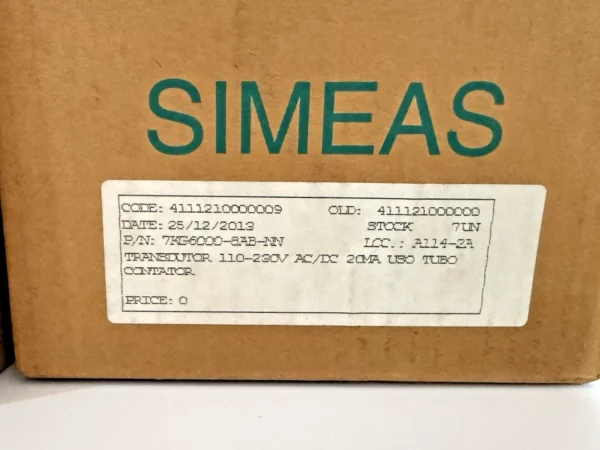 SIMEAS
CODE: 4111210000009 OLD: 411121000000
DATE: 25/12/2013 STOCK 7UN
P/N: 7KG6000-8AB-NN LOC.: A114-2A
TRANSDUTOR 110-230V AC/DC 20MA USO TUBO
CONTATOR
PRICE: 0